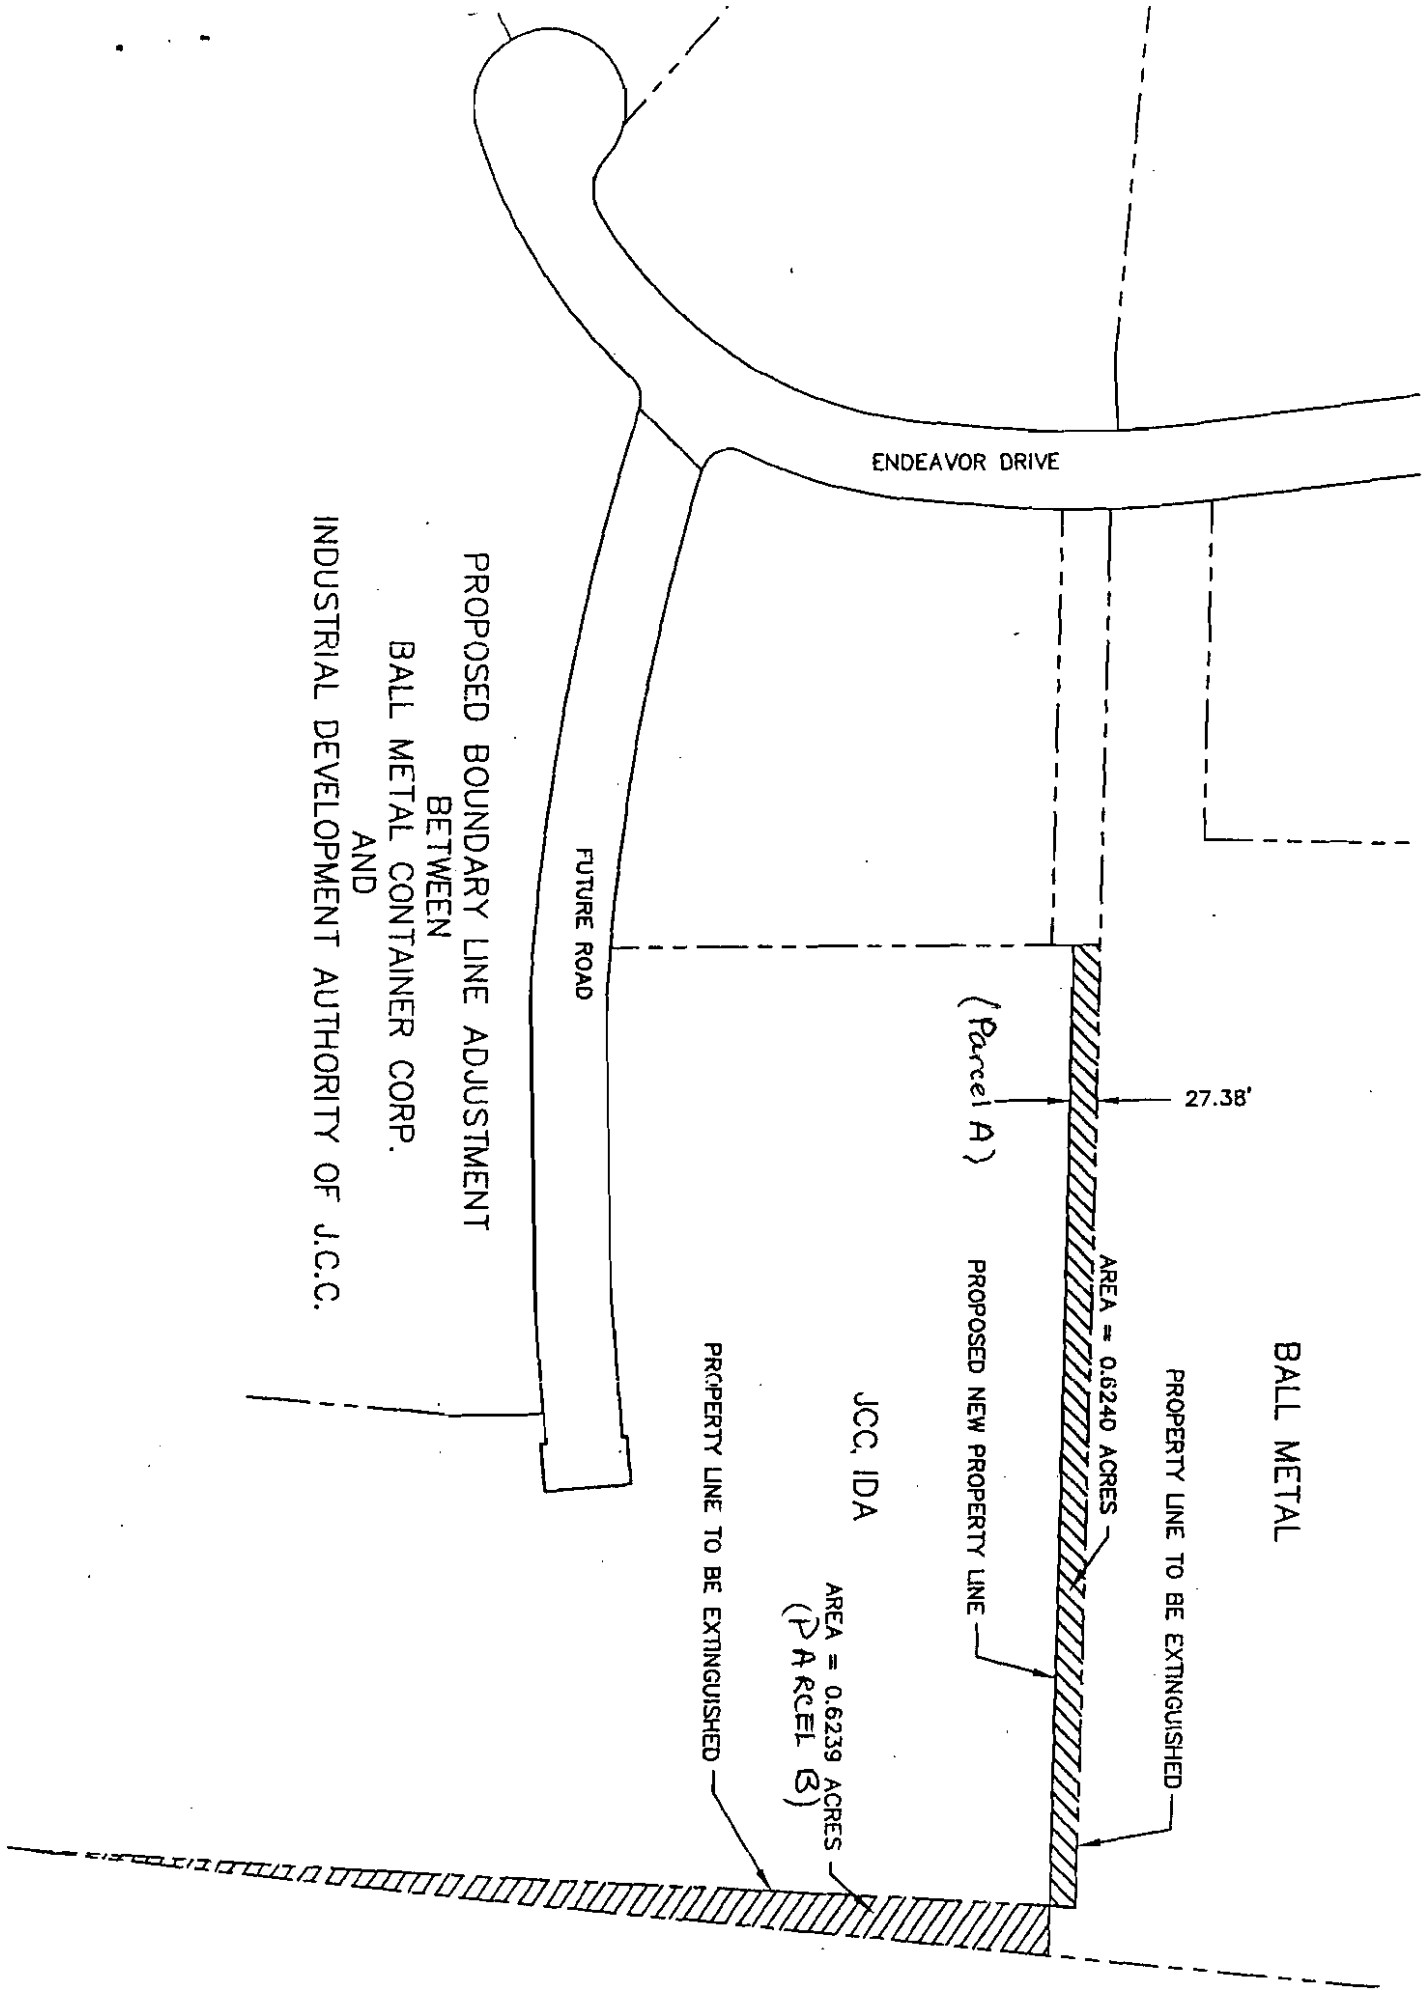 ENDEAVOR DRIVE
27.38'
BALL METAL
PROPERTY LINE TO BE EXTINGUISHED
AREA = 0.6240 ACRES
PROPOSED NEW PROPERTY LINE
(Parcel A)
JCC, IDA
AREA = 0.6239 ACRES
(PARCEL B)
PROPERTY LINE TO BE EXTINGUISHED
FUTURE ROAD
PROPOSED BOUNDARY LINE ADJUSTMENT
BETWEEN
BALL METAL CONTAINER CORP.
AND
INDUSTRIAL DEVELOPMENT AUTHORITY OF J.C.C.